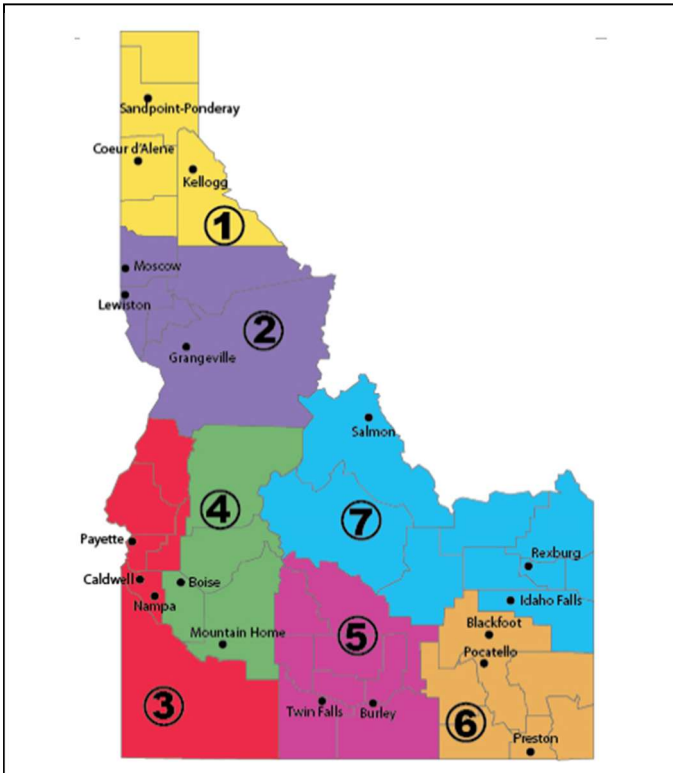 Sandpoint-Ponderay
Coeur d'Alene
Kellogg
1
Moscow
Lewiston
2
Grangeville
Salmon
4
7
Payette
Rexburg
Caldwell
Boise
Nampa
Idaho Falls
Blackfoot
Mountain Home
5
Pocatello
3
Twin Falls
Burley
6
Preston